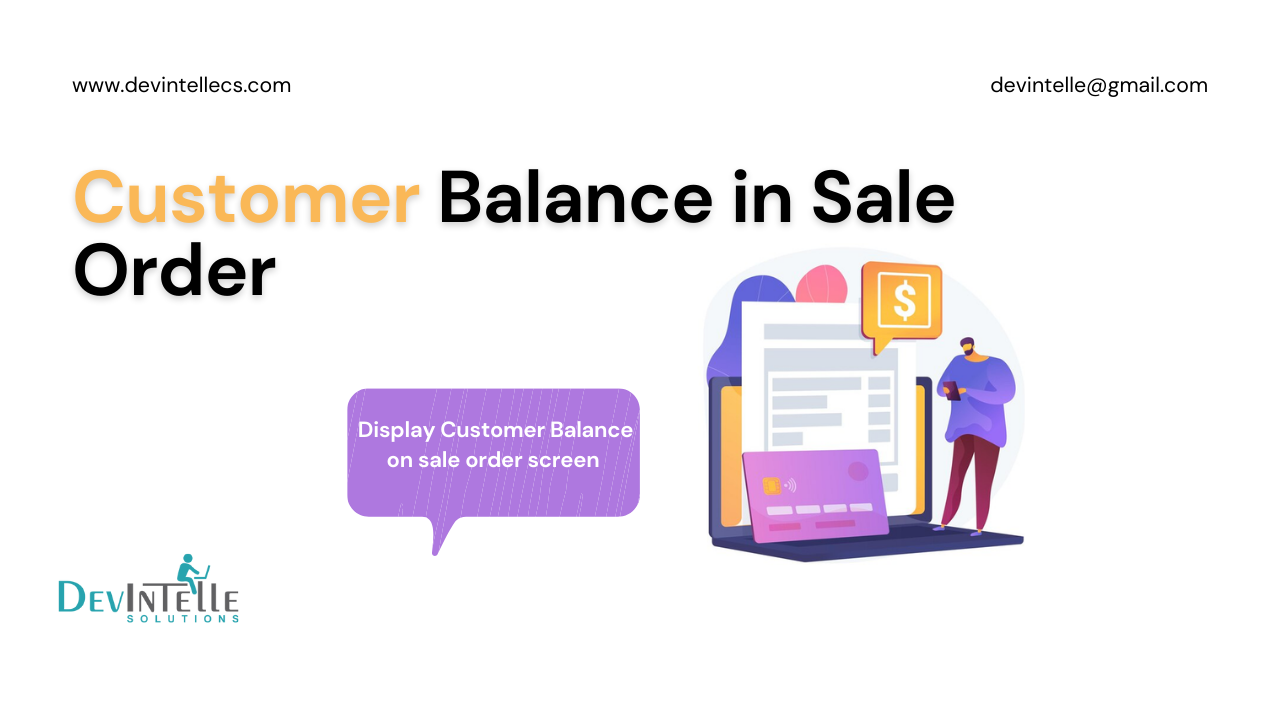 www.devintellecs.com
devintelle@gmail.com
Customer Balance in Sale
Order
$
Display Customer Balance
on sale order screen
DEVINTELLE
SOLUTIONS